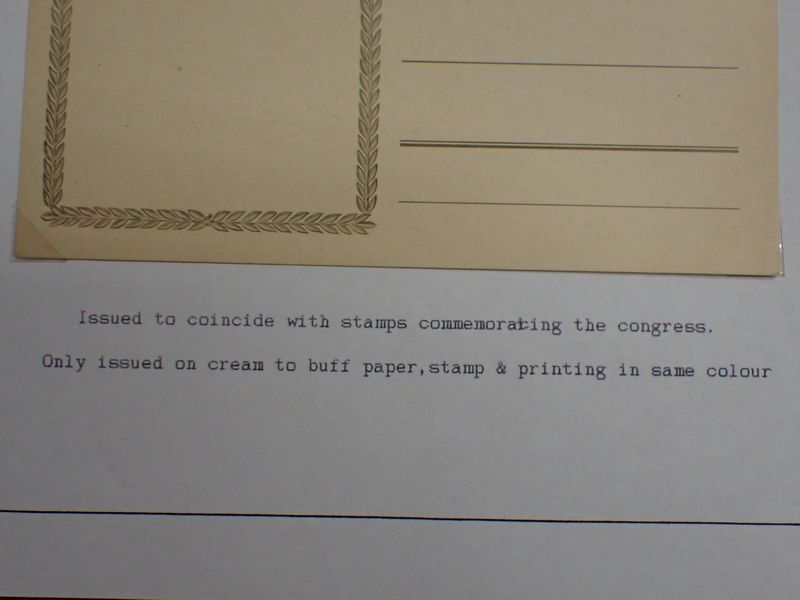 Issued to coincide with stamps commemorating the congress.
Only issued on cream to buff paper,stamp & printing in same colour